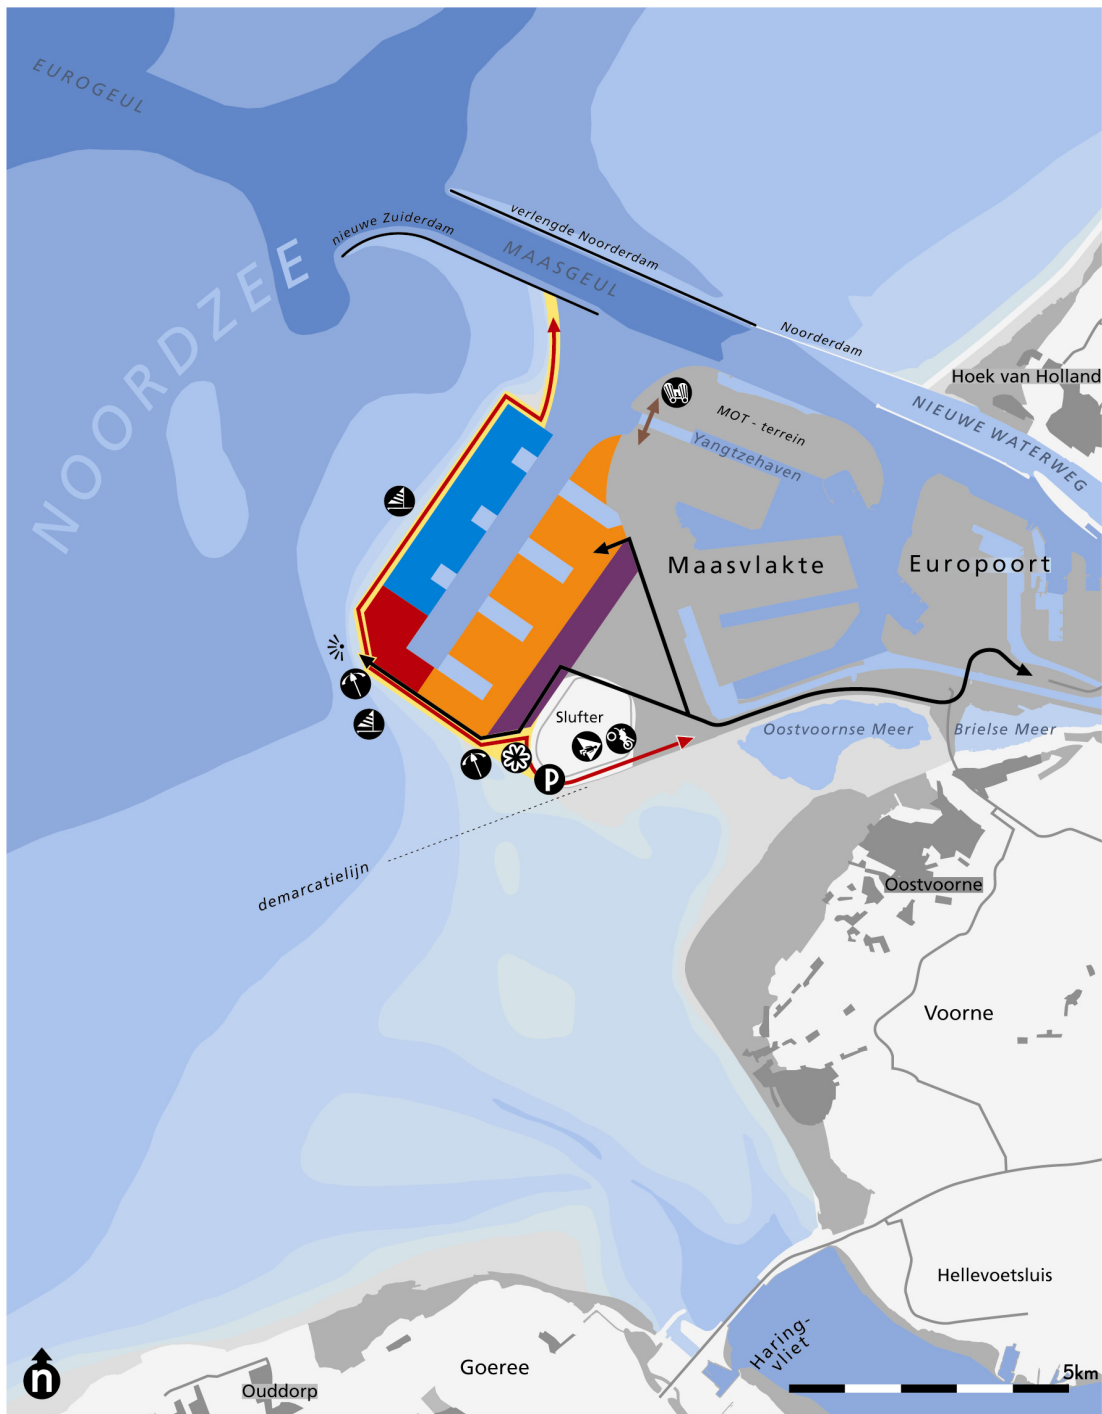 EUROGEUL
nieuwe Zuiderdam
verlengde Noorderdam
MAASGEUL
NOORDZEE
Noorderdam
Hoek van Holland
NIEUWE WATERWEG
MOT - terrein
Yangtzehaven
Maasvlakte
Europoort
Slufter
Oostvoornse Meer
Brielse Meer
P
demarcatielijn
Oostvoorne
Voorne
Hellevoetsluis
Haring-
vliet
Goeree
Ouddorp
n
5km